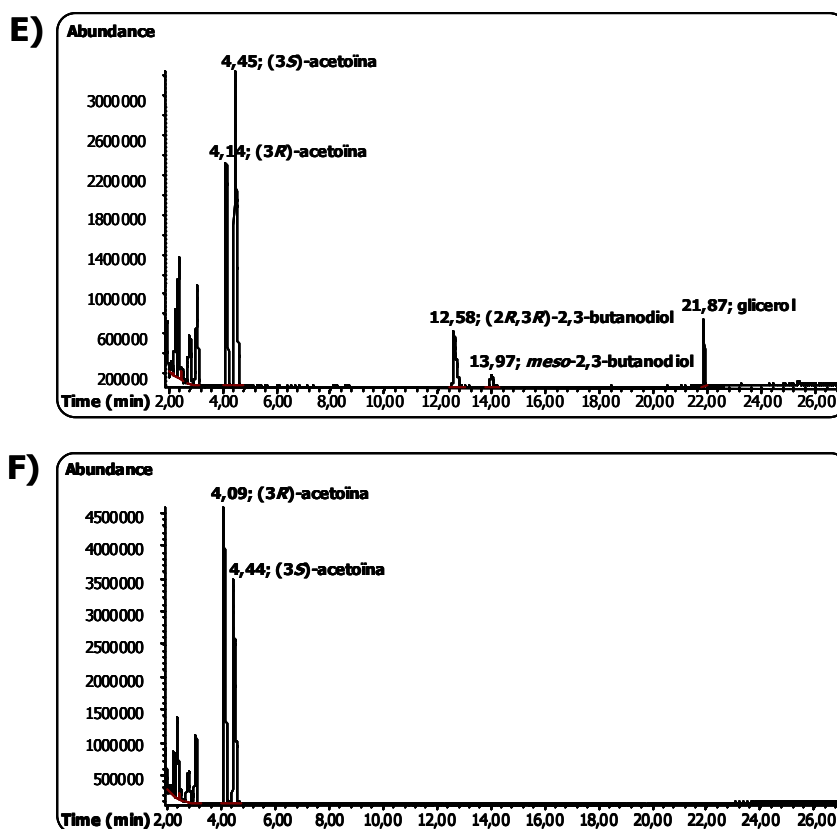 E)
Abundance
4,45; (3S)-acetoïna
3000000
2600000
4,14; (3R)-acetoïna
2200000
1800000
1400000
1000000
21,87; glicerol
12,58; (2R,3R)-2,3-butanodiol
600000
13,97; meso-2,3-butanodiol
200000
Time (min) 2,00 4,00 6,00 8,00 10,00 12,00 14,00 16,00 18,00 20,00 22,00 24,00 26,00
F)
Abundance
4,09; (3R)-acetoïna
4500000
4000000
4,44; (3S)-acetoïna
3500000
3000000
2500000
2000000
1500000
1000000
500000
Time (min) 2,00 4,00 6,00 8,00 10,00 12,00 14,00 16,00 18,00 20,00 22,00 24,00 26,00